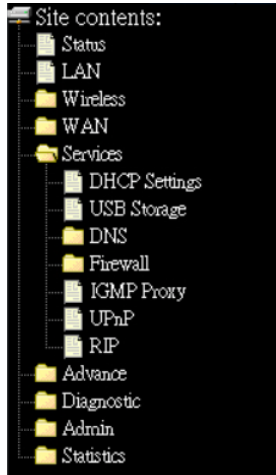 Site contents:
Status
LAN
Wireless
WAN
Services
DHCP Settings
USB Storage
DNS
Firewall
IGMP Proxy
UPnP
RIP
Advance
Diagnostic
Admin
Statistics